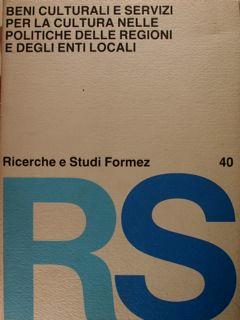 BENI CULTURALI E SERVIZI
PER LA CULTURA NELLE
POLITICHE DELLE REGIONI
E DEGLI ENTI LOCALI
Ricerche e Studi Formez 40
RS